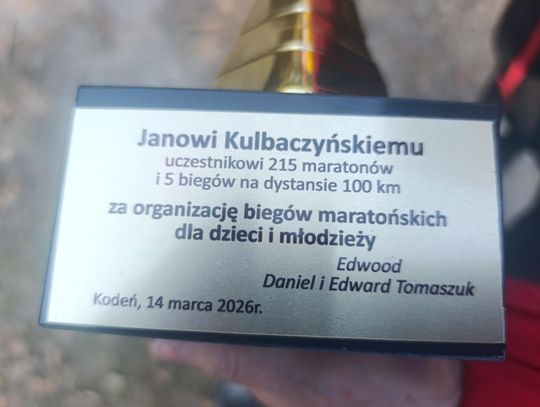 Janowi Kulbaczyńskiemu
uczestnikowi 215 maratonów
i 5 biegów na dystansie 100 km
za organizację biegów maratońskich
dla dzieci i młodzieży
Edwood
Daniel i Edward Tomaszuk
Kodeń, 14 marca 2026r.